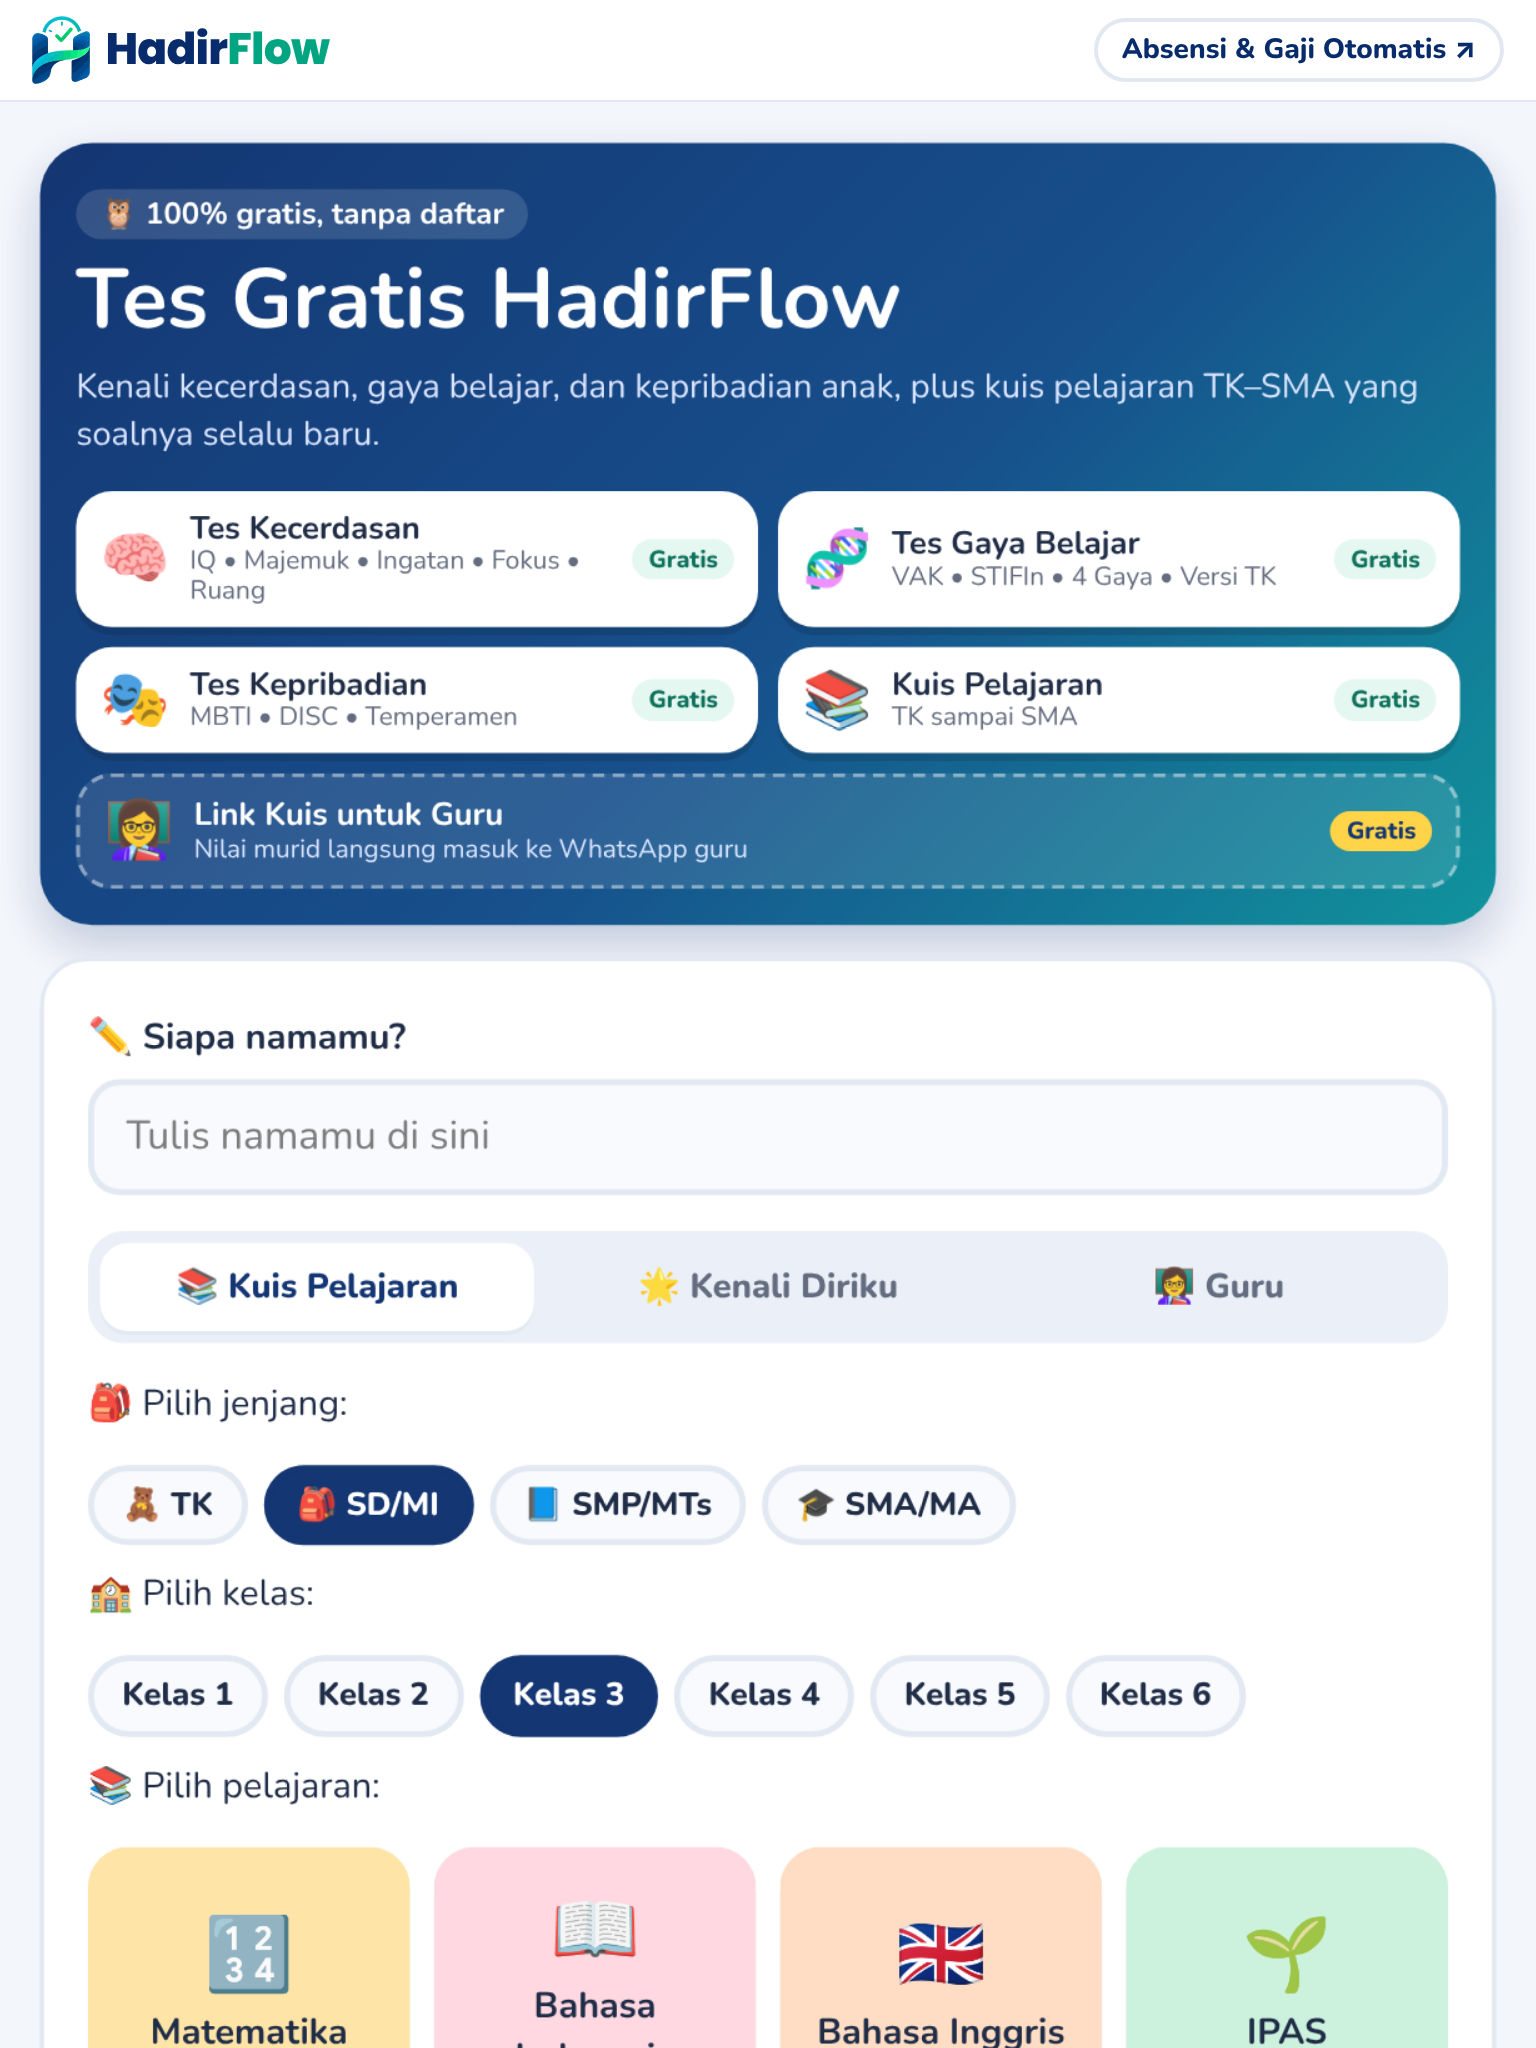 HadirFlow
Absensi & Gaji Otomatis
100% gratis, tanpa daftar
Tes Gratis HadirFlow
Kenali kecerdasan, gaya belajar, dan kepribadian anak, plus kuis pelajaran TK–SMA yang
soalnya selalu baru.
Tes Kecerdasan
IQ • Majemuk • Ingatan • Fokus •
Ruang
Gratis
Tes Gaya Belajar
VAK • STIFIn • 4 Gaya • Versi TK
Gratis
Tes Kepribadian
MBTI • DISC • Temperamen
Gratis
Kuis Pelajaran
TK sampai SMA
Gratis
Link Kuis untuk Guru
Nilai murid langsung masuk ke WhatsApp guru
Gratis
Siapa namamu?
Tulis namamu di sini
Kuis Pelajaran
Kenali Diriku
Guru
Pilih jenjang:
TK
SD/MI
SMP/MTs
SMA/MA
Pilih kelas:
Kelas 1
Kelas 2
Kelas 3
Kelas 4
Kelas 5
Kelas 6
Pilih pelajaran:
1 2
3 4
Matematika
Bahasa
Bahasa Inggris
IPAS